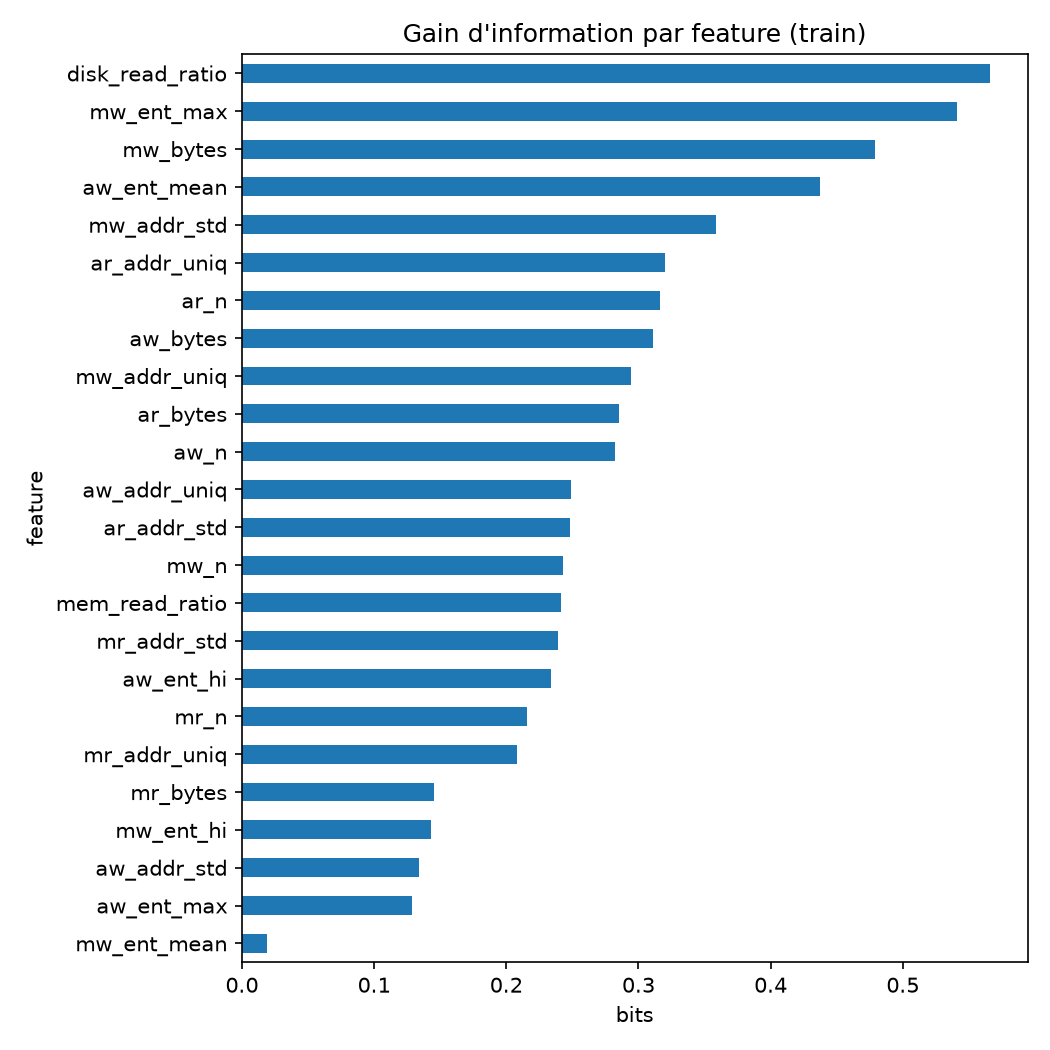 Gain d'information par feature (train)
disk_read_ratio
mw_ent_max
mw_bytes
aw_ent_mean
mw_addr_std
ar_addr_uniq
ar_n
aw_bytes
mw_addr_uniq
ar_bytes
aw_n
aw_addr_uniq
ar_addr_std
mw_n
mem_read_ratio
mr_addr_std
aw_ent_hi
mr_n
mr_addr_uniq
mr_bytes
mw_ent_hi
aw_addr_std
aw_ent_max
mw_ent_mean
feature
0.0 0.1 0.2 0.3 0.4 0.5
bits